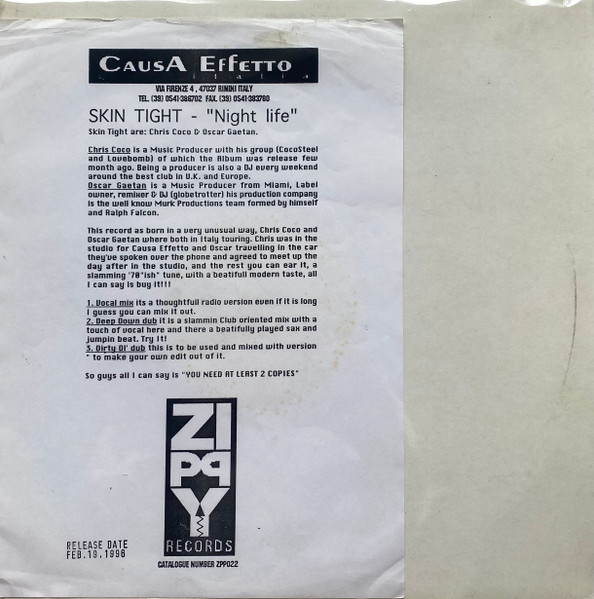 CAUSA EFFETTO
italia
VIA FIRENZE 4 , 47037 RIMINI ITALY
TEL. (39) 0541-386702 FAX. (39) 0541-383780
SKIN TIGHT - "Night life"
Skin Tight are: Chris Coco & Oscar Gaetan.
Chris Coco is a Music Producer with his group (CocoSteel
and Lovebomb) of which the Album was release few
month ago. Being a producer is also a DJ every weekend
around the best club in U.K. and Europe.
Oscar Gaetan is a Music Producer from Miami, Label
owner, remixer & DJ (globetrotter) his production company
is the well know Murk Productions team formed by himself
and Ralph Falcon.
This record as born in a very unusual way, Chris Coco and
Oscar Gaetan where both in Italy touring. Chris was in the
studio for Causa Effetto and Oscar travelling in the car
they've spoken over the phone and agreed to meet up the
day after in the studio, and the rest you can ear it, a
slamming '70"ish" tune, with a beatifull modern taste, all
I can say is buy it!!!
1. Vocal mix its a thoughtfull radio version even if it is long
I guess you can mix it out.
2. Deep Down dub it is a slammin Club oriented mix with a
touch of vocal here and there a beatifully played sax and
jumpin beat. Try it!
3. Dirty Ol' dub this is to be used and mixed with version
" to make your own edit out of it.
So guys all I can say is "YOU NEED AT LEAST 2 COPIES"
ZIPPY
RECORDS
RELEASE DATE
FEB.19,1996
CATALOGUE NUMBER ZPP022